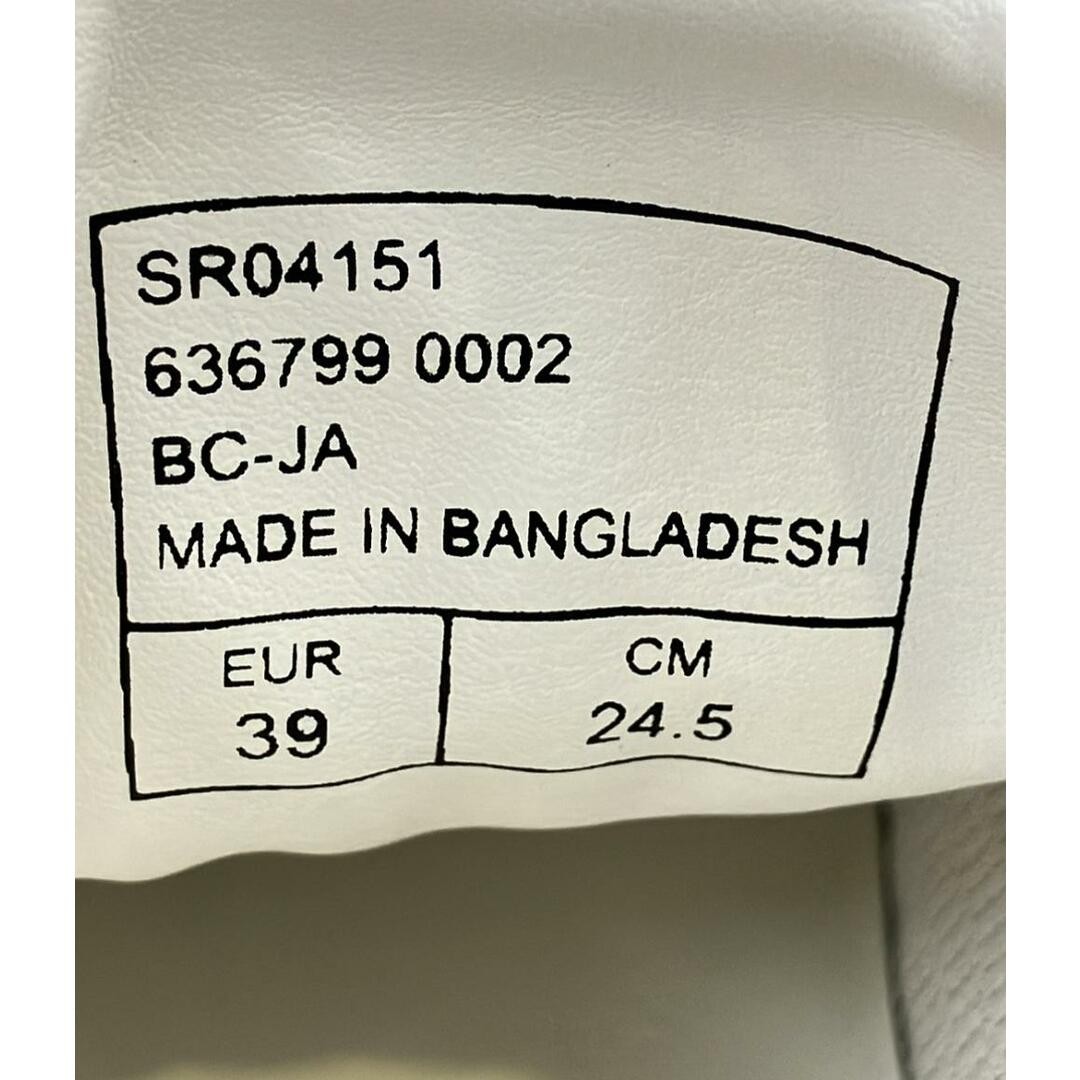 SR04151
636799 0002
BC-JA
MADE IN BANGLADESH
EUR
39
CM
24.5